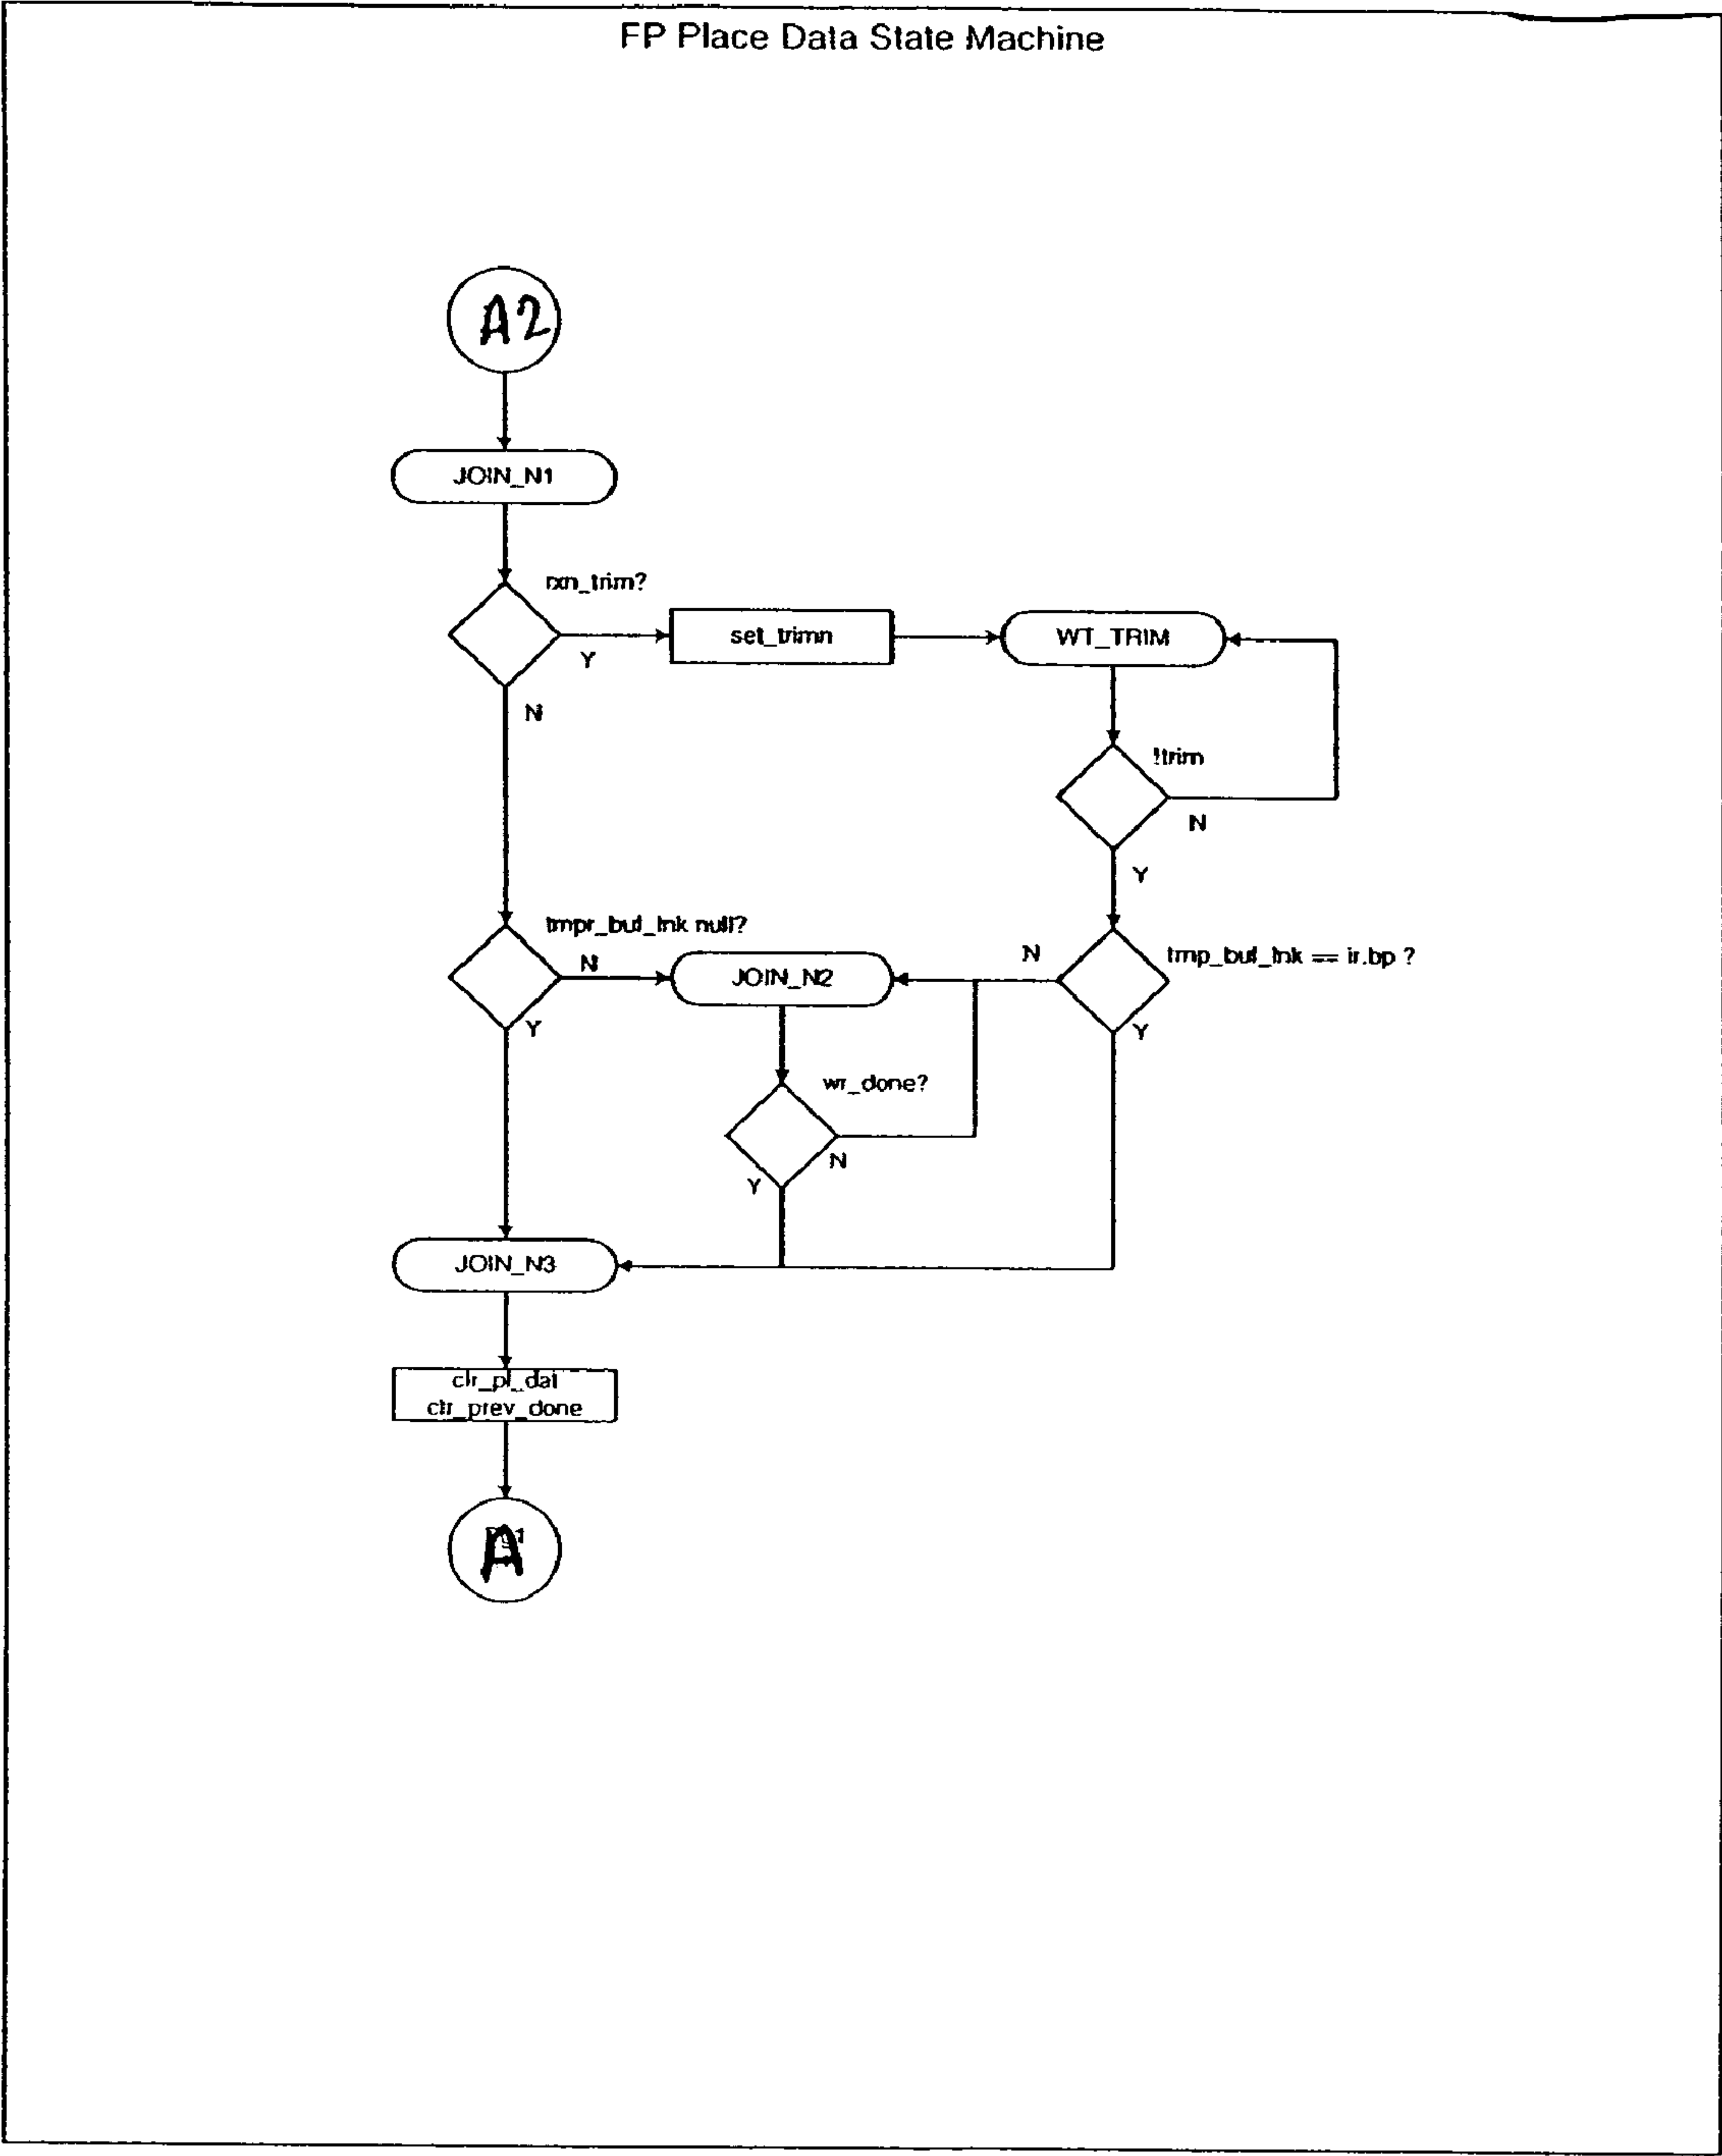 FP Place Data State Machine
A2
JOIN_N1
rxn_trim?
set_trimn
WT_TRIM
Y
N
!trim
N
Y
tmpr_buf_lnk null?
N
JOIN_N2
N
tmp_buf_lnk == ir.bp ?
Y
Y
wr_done?
N
Y
JOIN_N3
clr_pl_dat
clr_prev_done
A